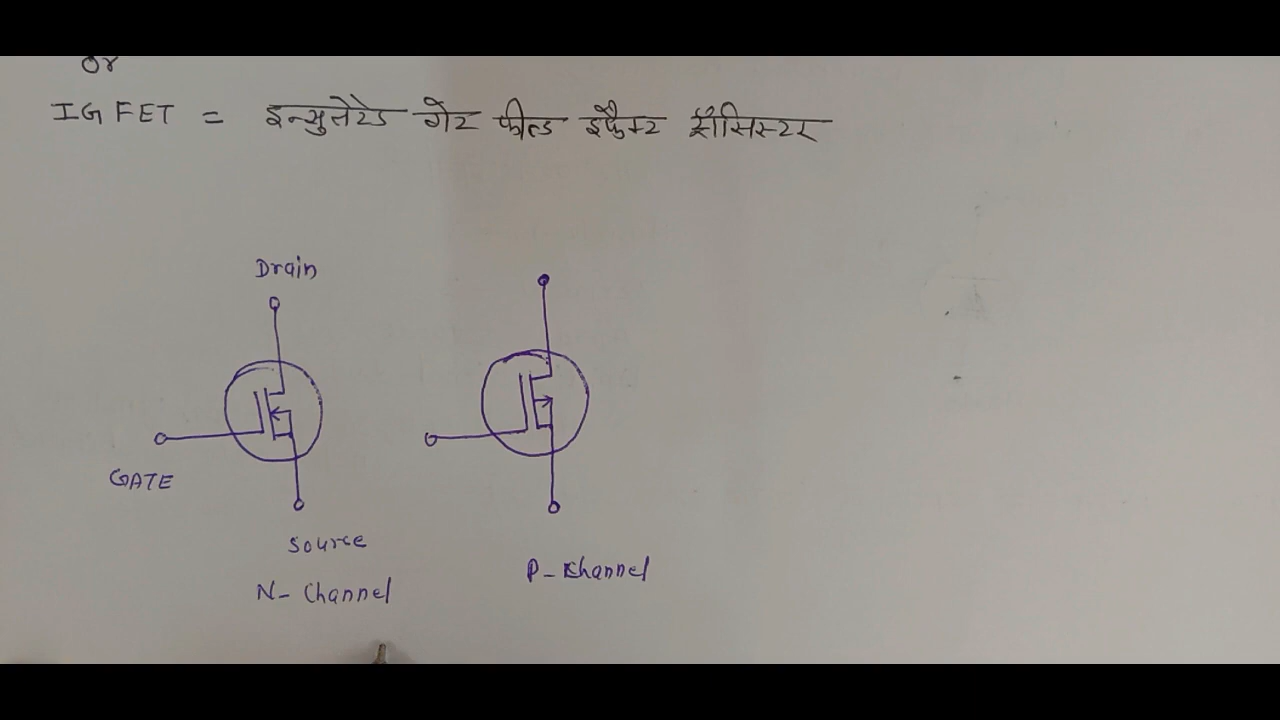 or
IGFET = इन्सुलेटेड गेट फील्ड इफैक्ट ट्रांसिस्टर
Drain
GATE
Source
N- Channel
P- Channel